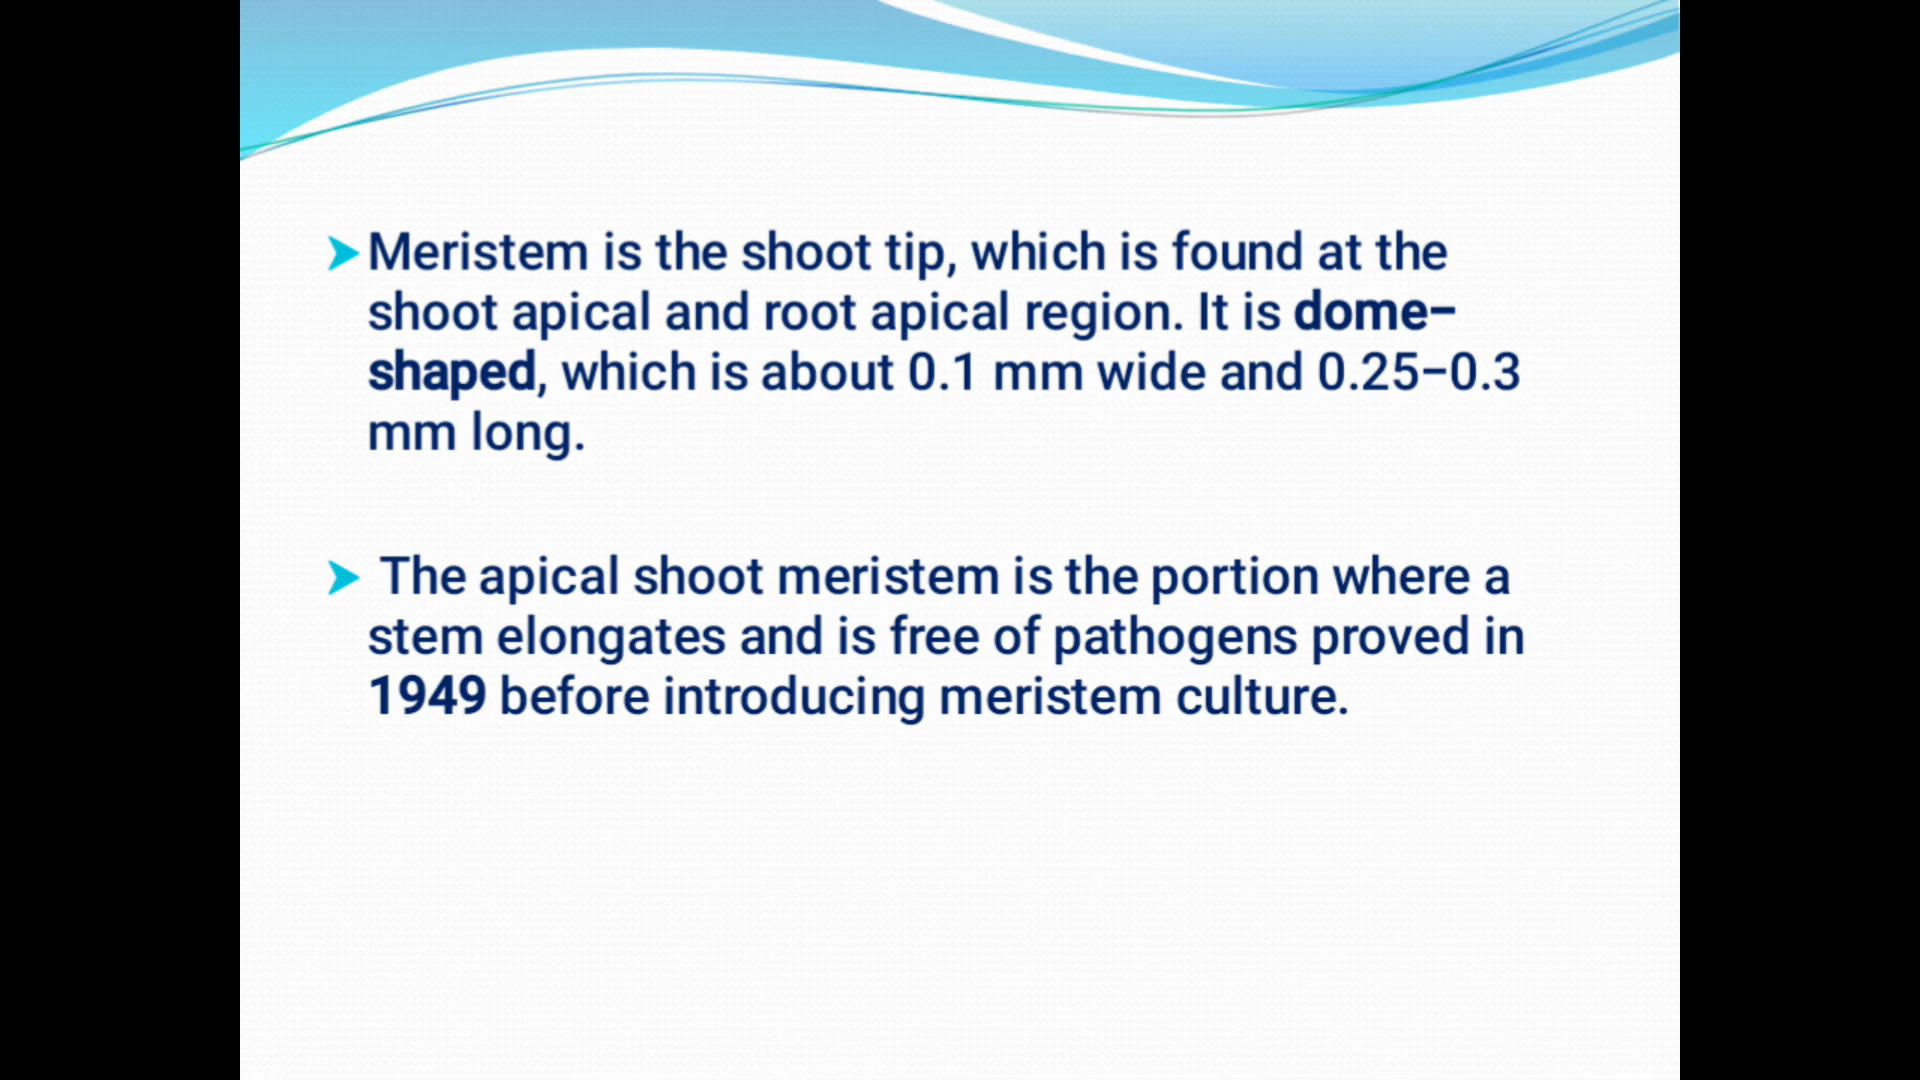 Meristem is the shoot tip, which is found at the
shoot apical and root apical region. It is dome–
shaped, which is about 0.1 mm wide and 0.25–0.3
mm long.
The apical shoot meristem is the portion where a
stem elongates and is free of pathogens proved in
1949 before introducing meristem culture.